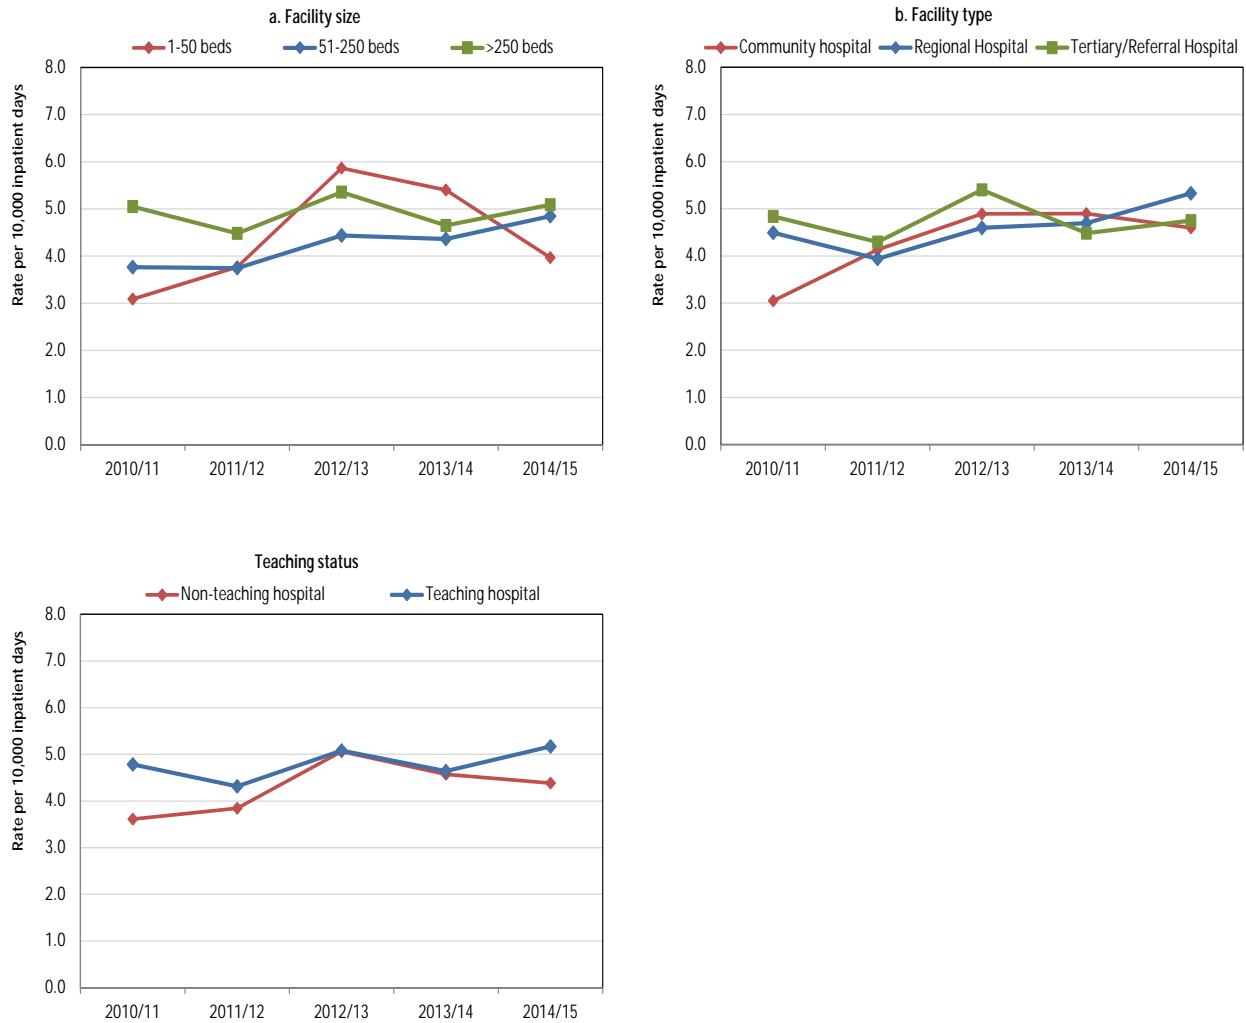 a. Facility size
1-50 beds 51-250 beds >250 beds
Rate per 10,000 inpatient days
8.0
7.0
6.0
5.0
4.0
3.0
2.0
1.0
0.0
2010/11 2011/12 2012/13 2013/14 2014/15
b. Facility type
Community hospital Regional Hospital Tertiary/Referral Hospital
Rate per 10,000 inpatient days
8.0
7.0
6.0
5.0
4.0
3.0
2.0
1.0
0.0
2010/11 2011/12 2012/13 2013/14 2014/15
Teaching status
Non-teaching hospital Teaching hospital
Rate per 10,000 inpatient days
8.0
7.0
6.0
5.0
4.0
3.0
2.0
1.0
0.0
2010/11 2011/12 2012/13 2013/14 2014/15